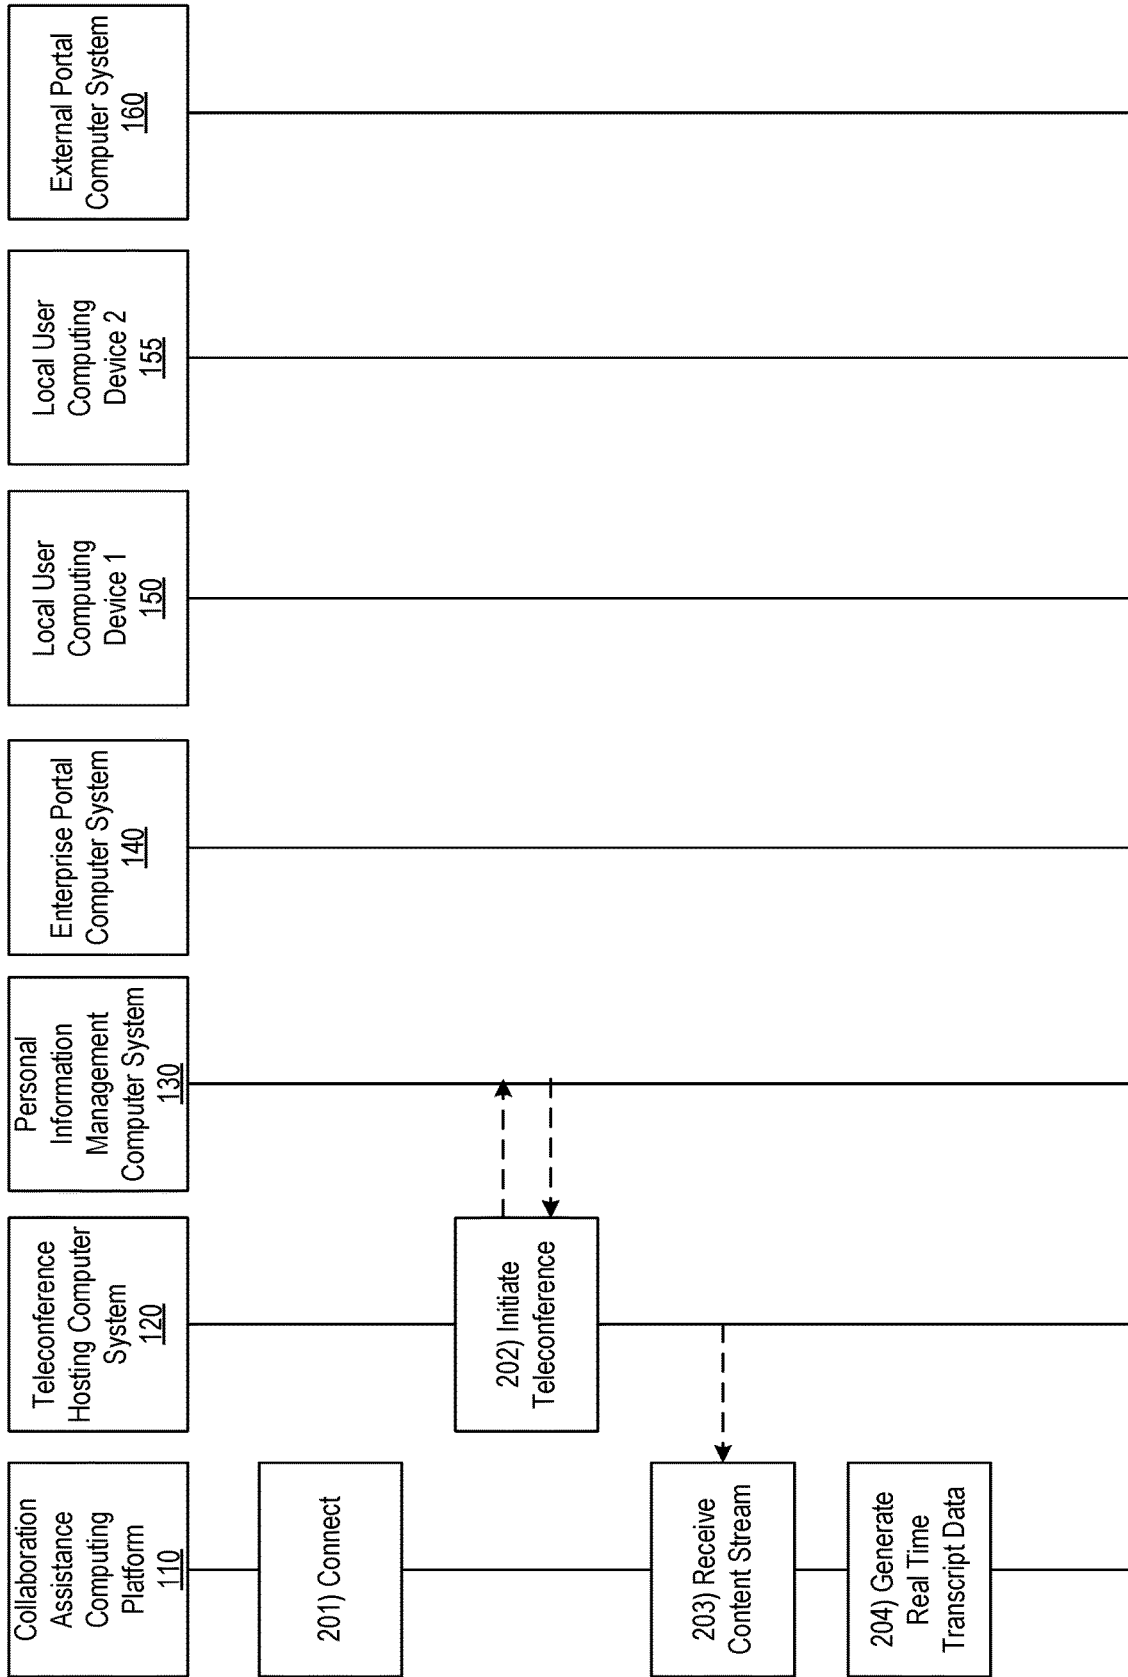 Collaboration
Assistance
Computing
Platform
110
Teleconference
Hosting Computer
System
120
Personal
Information
Management
Computer System
130
Enterprise Portal
Computer System
140
Local User
Computing
Device 1
150
Local User
Computing
Device 2
155
External Portal
Computer System
160
201) Connect
202) Initiate
Teleconference
203) Receive
Content Stream
204) Generate
Real Time
Transcript Data